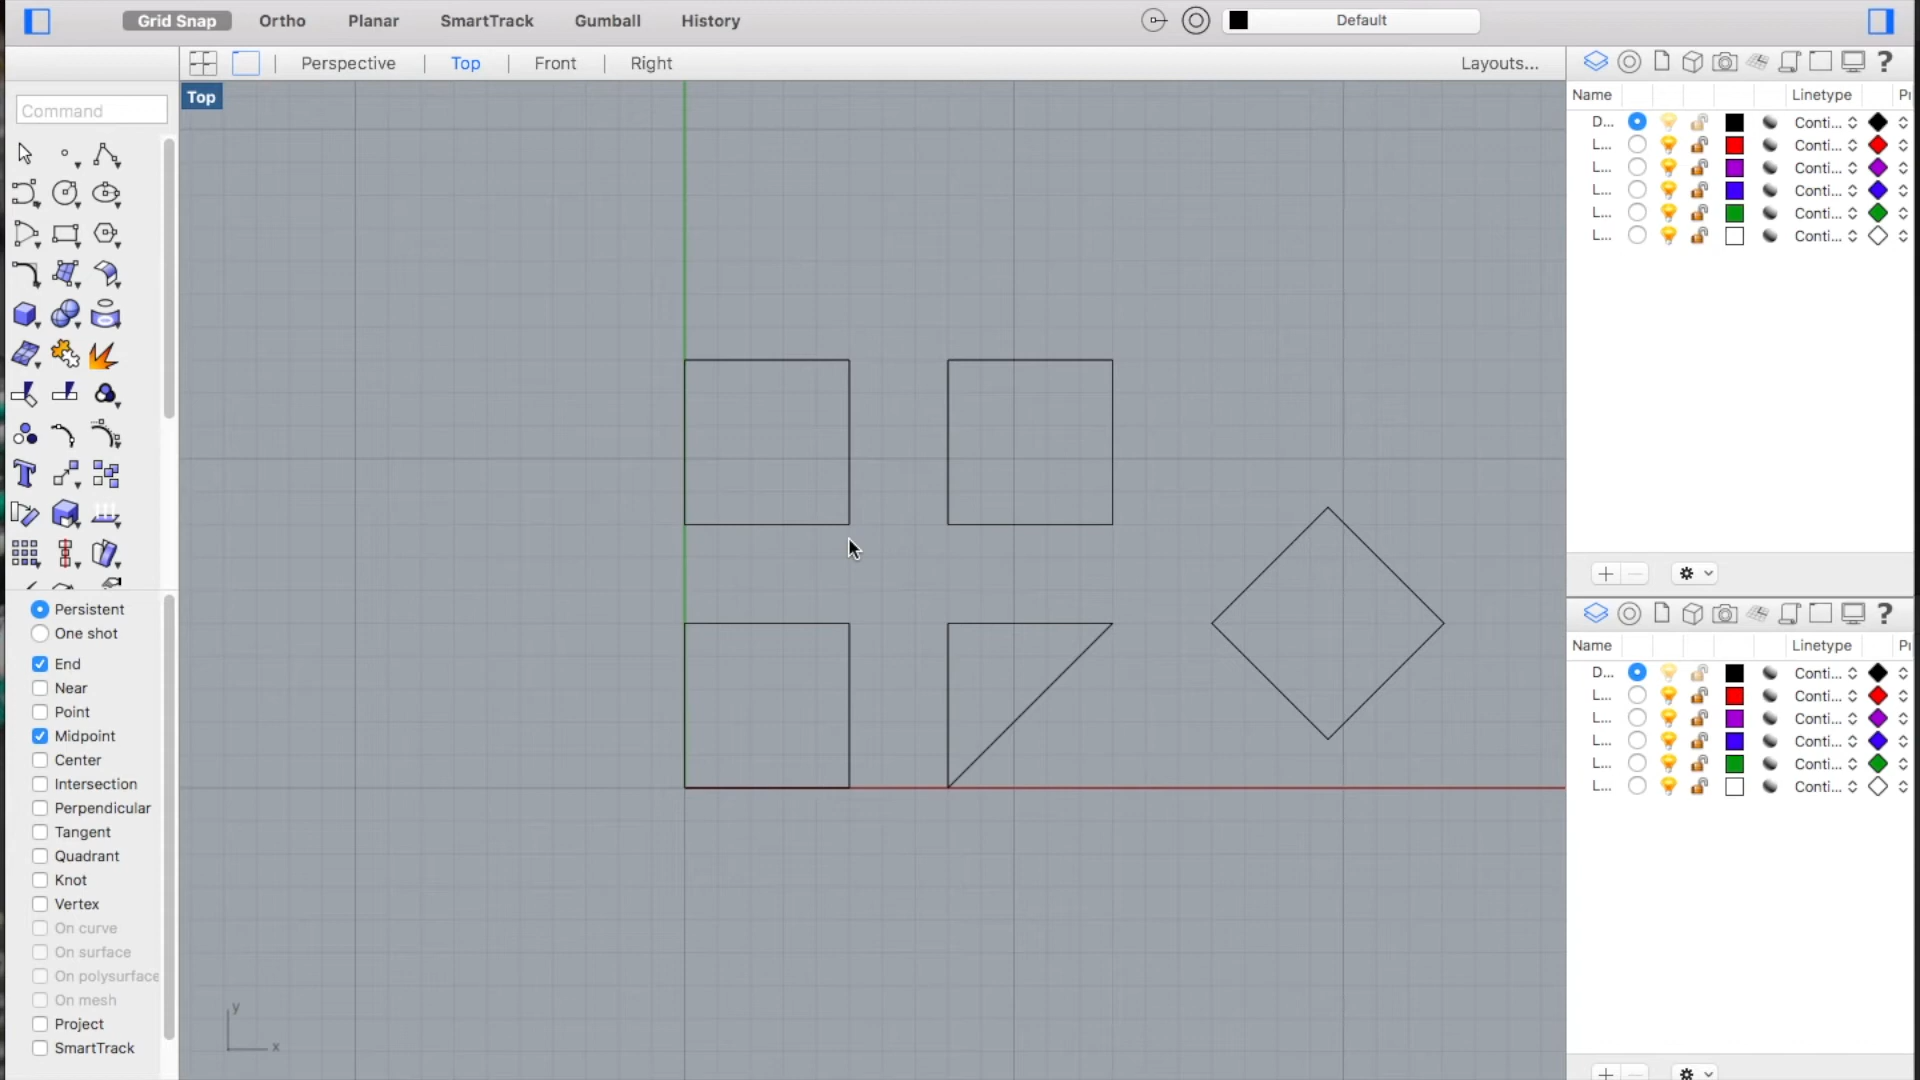 Grid Snap Ortho Planar SmartTrack Gumball History Default
Perspective Top Front Right Layouts...
Top
Command
Persistent
One shot
End
Near
Point
Midpoint
Center
Intersection
Perpendicular
Tangent
Quadrant
Knot
Vertex
On curve
On surface
On polysurface
On mesh
Project
SmartTrack
y
x
?
Name Linetype
D... Conti...
L... Conti...
L... Conti...
L... Conti...
L... Conti...
L... Conti...
?
Name Linetype
D... Conti...
L... Conti...
L... Conti...
L... Conti...
L... Conti...
L... Conti...